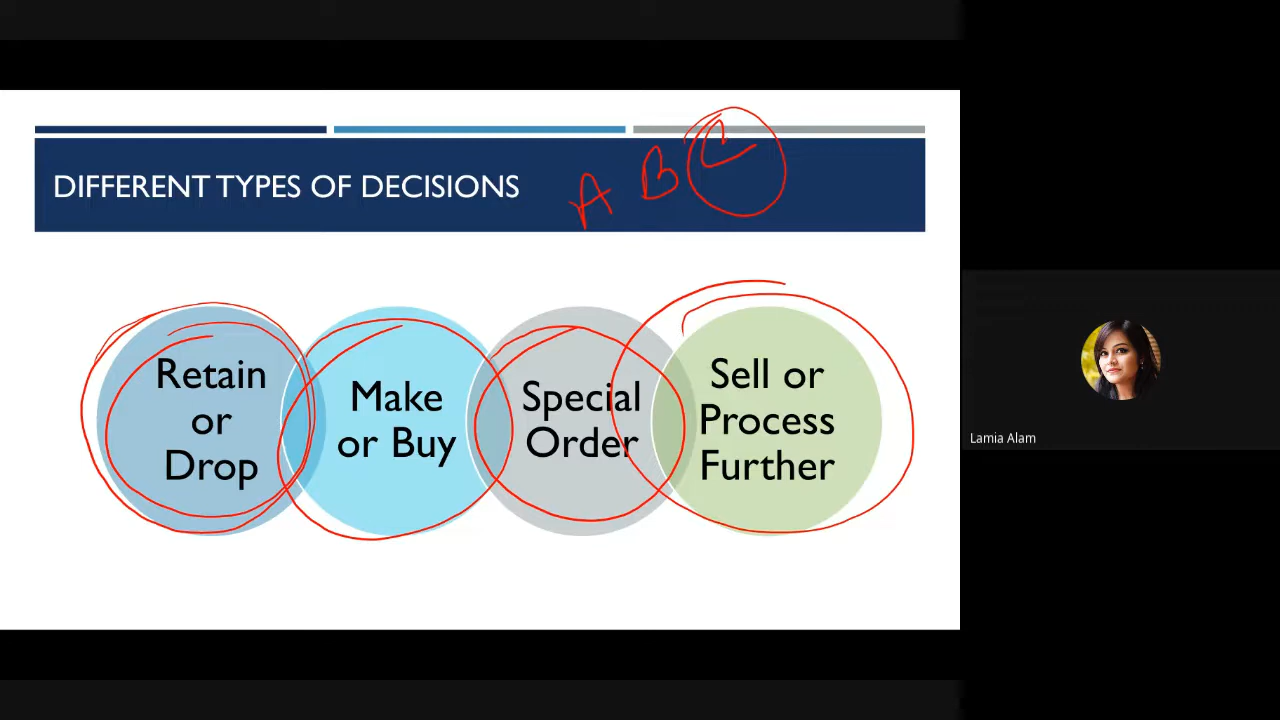 DIFFERENT TYPES OF DECISIONS
A B C
Retain
or
Drop
Make
or Buy
Special
Order
Sell or
Process
Further
Lamia Alam